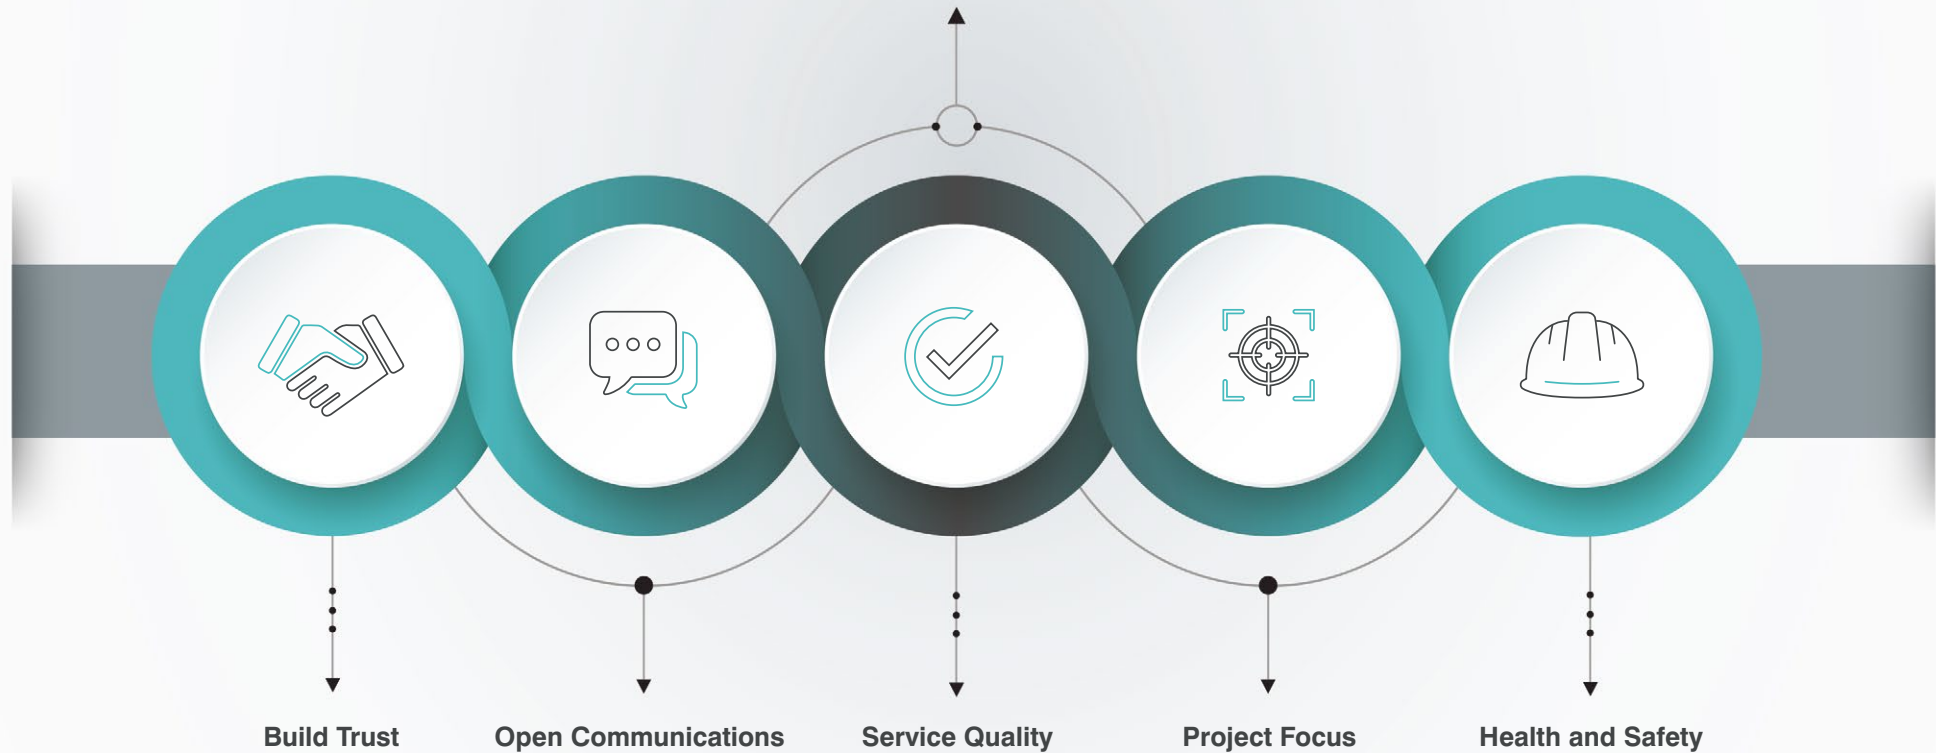 Build Trust
Open Communications
Service Quality
Project Focus
Health and Safety